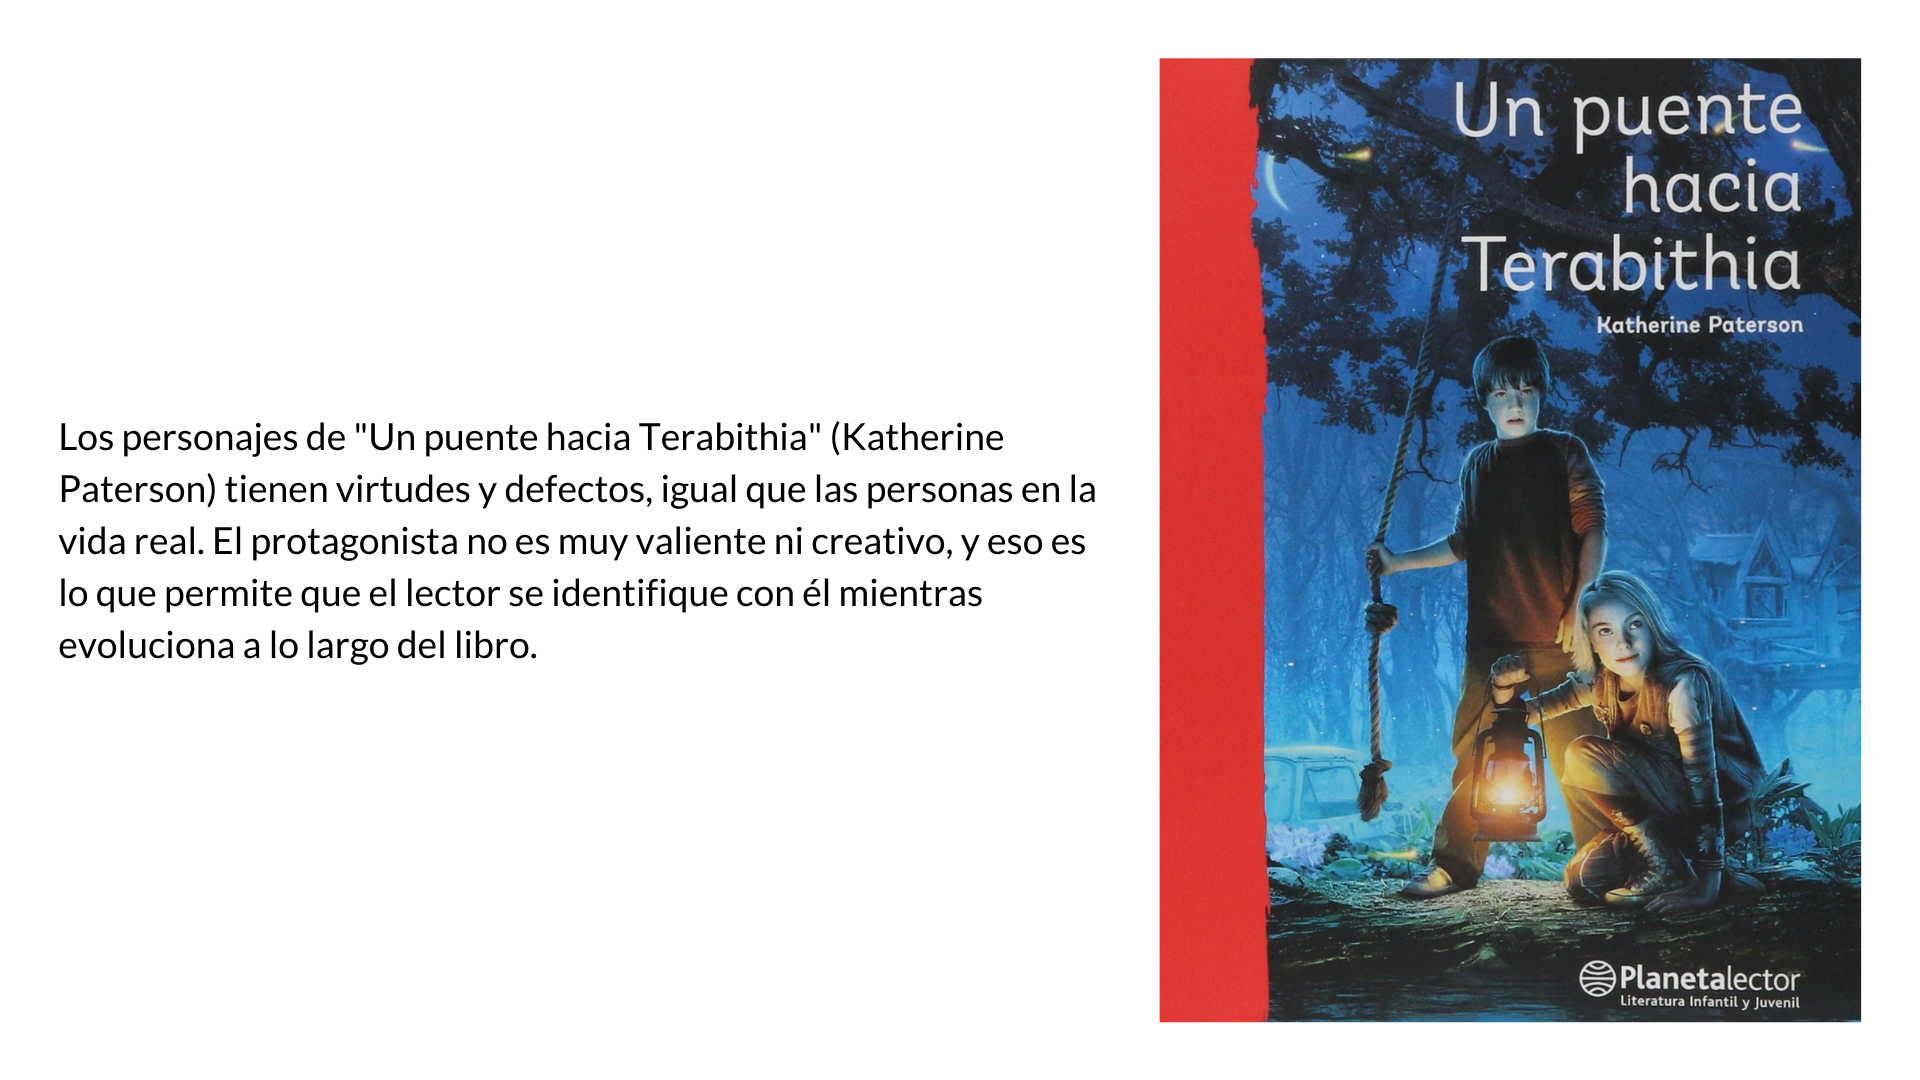 Los personajes de "Un puente hacia Terabithia" (Katherine
Paterson) tienen virtudes y defectos, igual que las personas en la
vida real. El protagonista no es muy valiente ni creativo, y eso es
lo que permite que el lector se identifique con él mientras
evoluciona a lo largo del libro.
Un puente
hacia
Terabithia
Katherine Paterson
Planetalector
Literatura Infantil y Juvenil